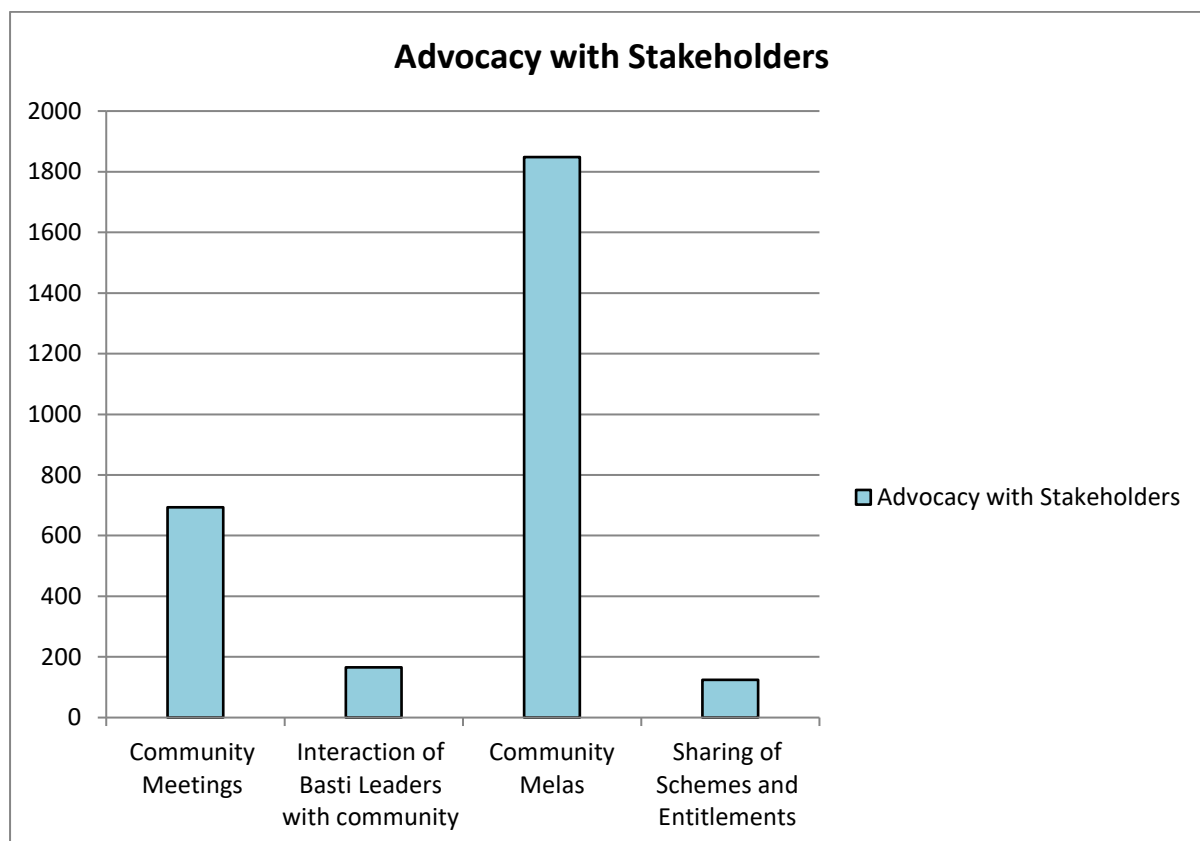 Advocacy with Stakeholders
2000
1800
1600
1400
1200
1000
800
600
400
200
0
Community
Meetings
Interaction of
Basti Leaders
with community
Community
Melas
Sharing of
Schemes and
Entitlements
Advocacy with Stakeholders